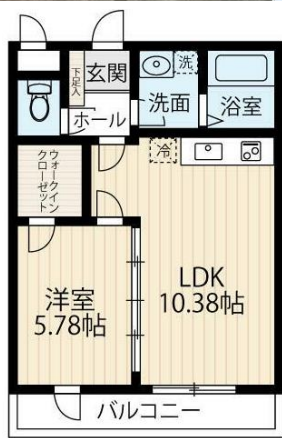 下足入
玄関
洗
洗面
浴室
ホール
冷
ウォークイン
クローゼット
LDK
10.38帖
洋室
5.78帖
バルコニー